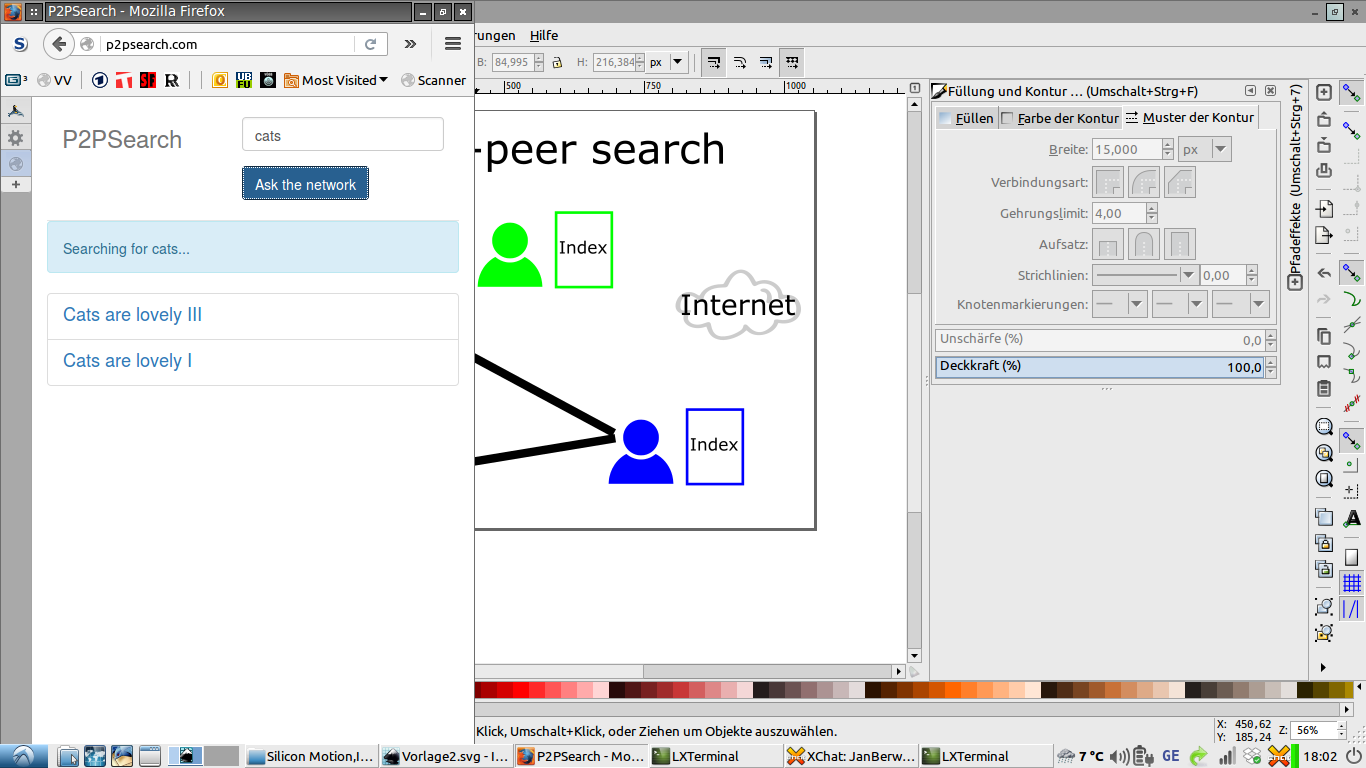 P2PSearch - Mozilla Firefox
p2psearch.com
VV
Most Visited
Scanner
P2PSearch
cats
Ask the network
Searching for cats...
Cats are lovely III
Cats are lovely I
rungen Hilfe
B: 84,995 H: 216,384 px
500 750 1000
-peer search
Index
Internet
Index
Füllung und Kontur ... (Umschalt+Strg+F)
Füllen Farbe der Kontur Muster der Kontur
Breite: 15,000 px
Verbindungsart:
Gehrungslimit: 4,00
Aufsatz:
Strichlinien: 0,00
Knotenmarkierungen:
Unschärfe (%) 0,0
Deckkraft (%) 100,0
Pfadeffekte (Umschalt+Strg+7)
Klick, Umschalt+Klick, oder Ziehen um Objekte auszuwählen.
X: 450,62
Y: 185,24
Z: 56%
Silicon Motion,I...
Vorlage2.svg - I...
P2PSearch - Mo...
LXTerminal
XChat: JanBerw...
LXTerminal
7 °C
GE
18:02